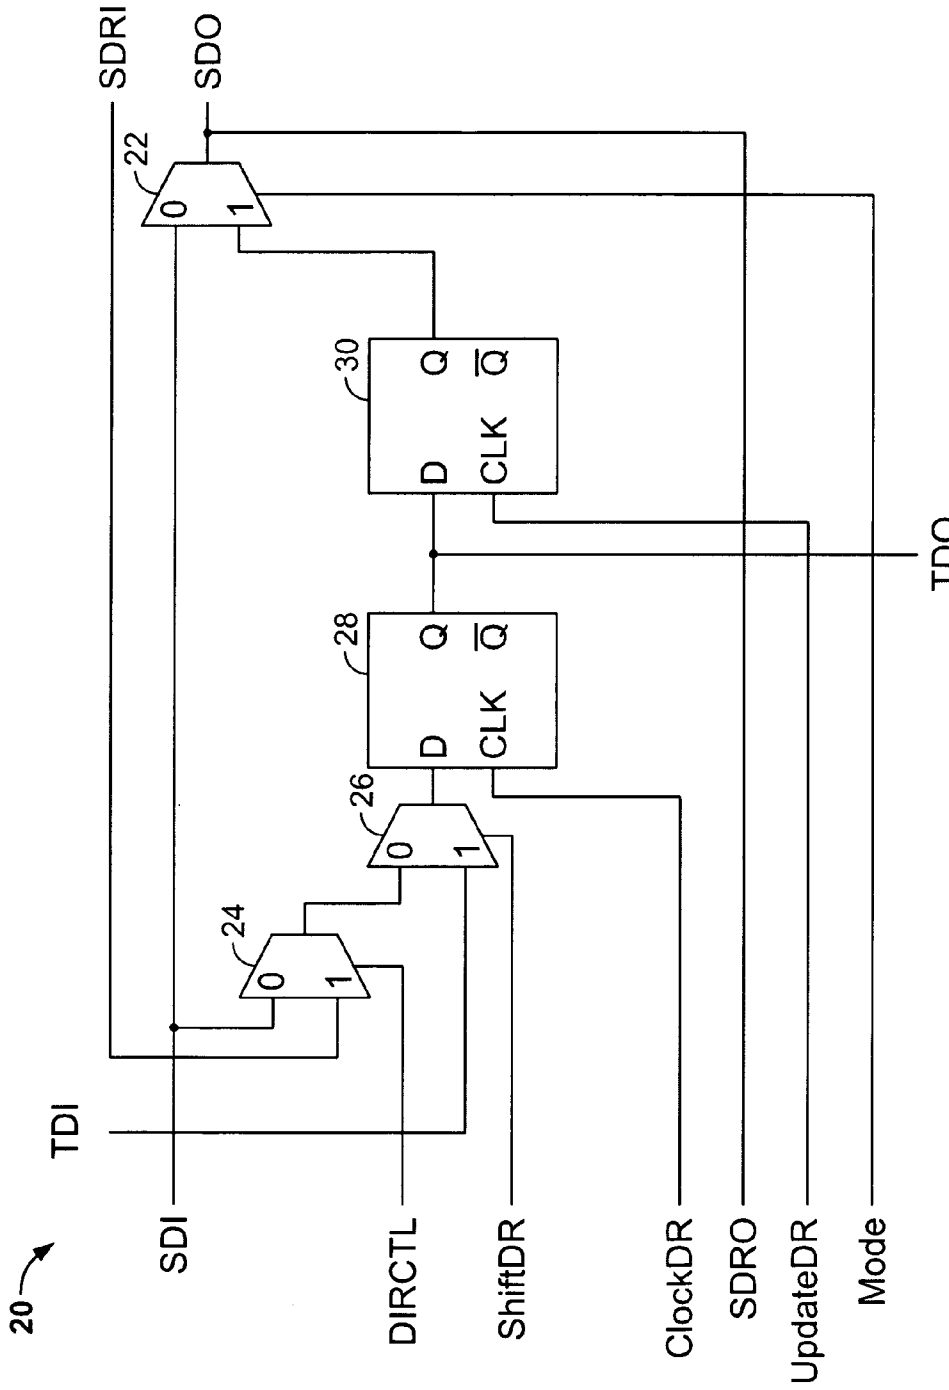 20
SDI
TDI
DIRCTL
ShiftDR
ClockDR
SDRO
UpdateDR
Mode
24
0
1
26
0
1
28
D
Q
CLK
Q
TDO
30
D
Q
CLK
Q
22
0
1
SDRI
SDO